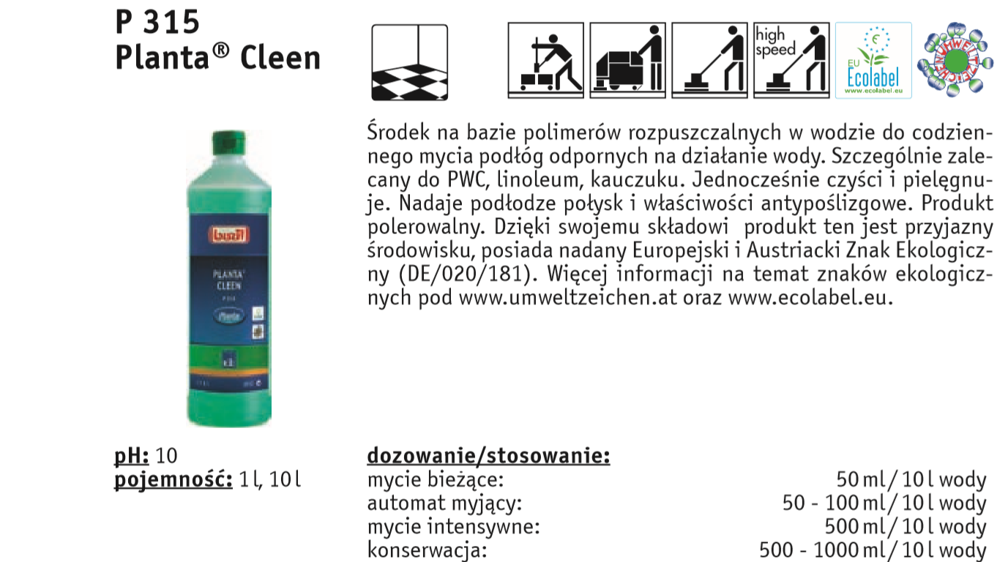 P 315
Planta® Cleen
high
speed
EU
Ecolabel
www.ecolabel.eu
UMWELTZEICHEN
Środek na bazie polimerów rozpuszczalnych w wodzie do codzien-
nego mycia podłóg odpornych na działanie wody. Szczególnie zale-
cany do PWC, linoleum, kauczuku. Jednocześnie czyści i pielęgnu-
je. Nadaje podłodze połysk i właściwości antypoślizgowe. Produkt
polerowalny. Dzięki swojemu składowi produkt ten jest przyjazny
środowisku, posiada nadany Europejski i Austriacki Znak Ekologicz-
ny (DE/020/181). Więcej informacji na temat znaków ekologicz-
nych pod www.umweltzeichen.at oraz www.ecolabel.eu.
buzil
PLANTA®
CLEEN
P 315
Planta
pH: 10
pojemność: 1 l, 10 l
dozowanie/stosowanie:
mycie bieżące: 50 ml / 10 l wody
automat myjący: 50 - 100 ml / 10 l wody
mycie intensywne: 500 ml / 10 l wody
konserwacja: 500 - 1000 ml / 10 l wody